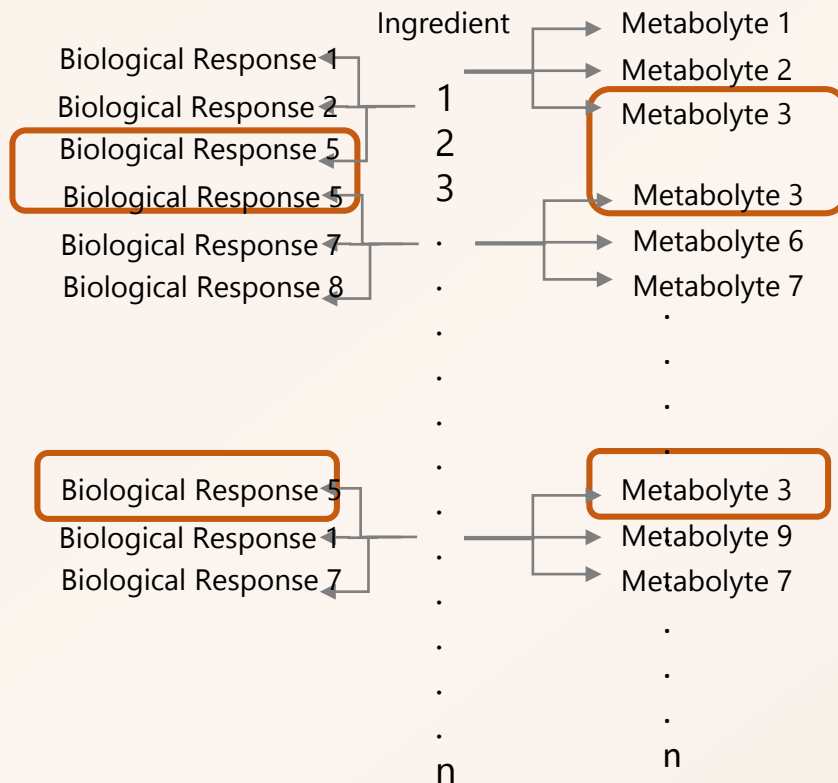 Ingredient
Biological Response 1
Biological Response 2
Biological Response 5
Biological Response 5
Biological Response 7
Biological Response 8
Biological Response 5
Biological Response 1
Biological Response 7
1
2
3
.
.
.
.
.
.
.
.
.
.
.
.
n
Metabolyte 1
Metabolyte 2
Metabolyte 3
Metabolyte 3
Metabolyte 6
Metabolyte 7
.
.
.
.
Metabolyte 3
Metabolyte 9
Metabolyte 7
.
.
.
n